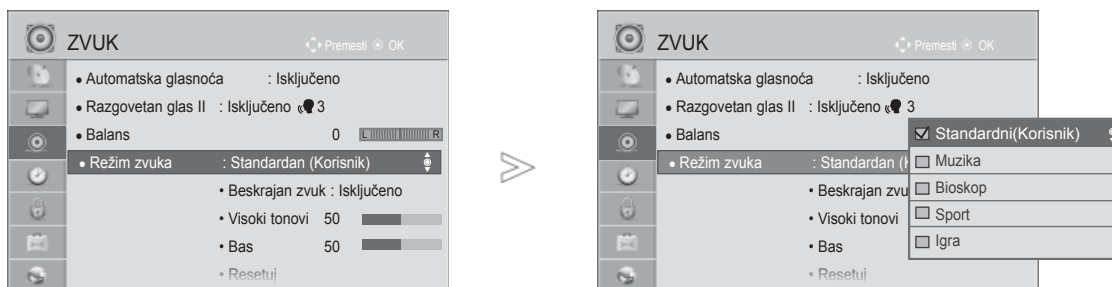 ZVUK
Premesti OK
• Automatska glasnoća : Isključeno
• Razgovetan glas II : Isključeno 3
• Balans 0 L R
• Režim zvuka : Standardan (Korisnik)
• Beskrajan zvuk : Isključeno
• Visoki tonovi 50
• Bas 50
• Resetuj
ZVUK
Premesti OK
• Automatska glasnoća : Isključeno
• Razgovetan glas II : Isključeno 3
• Balans
• Režim zvuka : Standardan (K
• Beskrajan zvu
• Visoki tonovi
• Bas
• Resetuj
Standardni(Korisnik)
Muzika
Bioskop
Sport
Igra